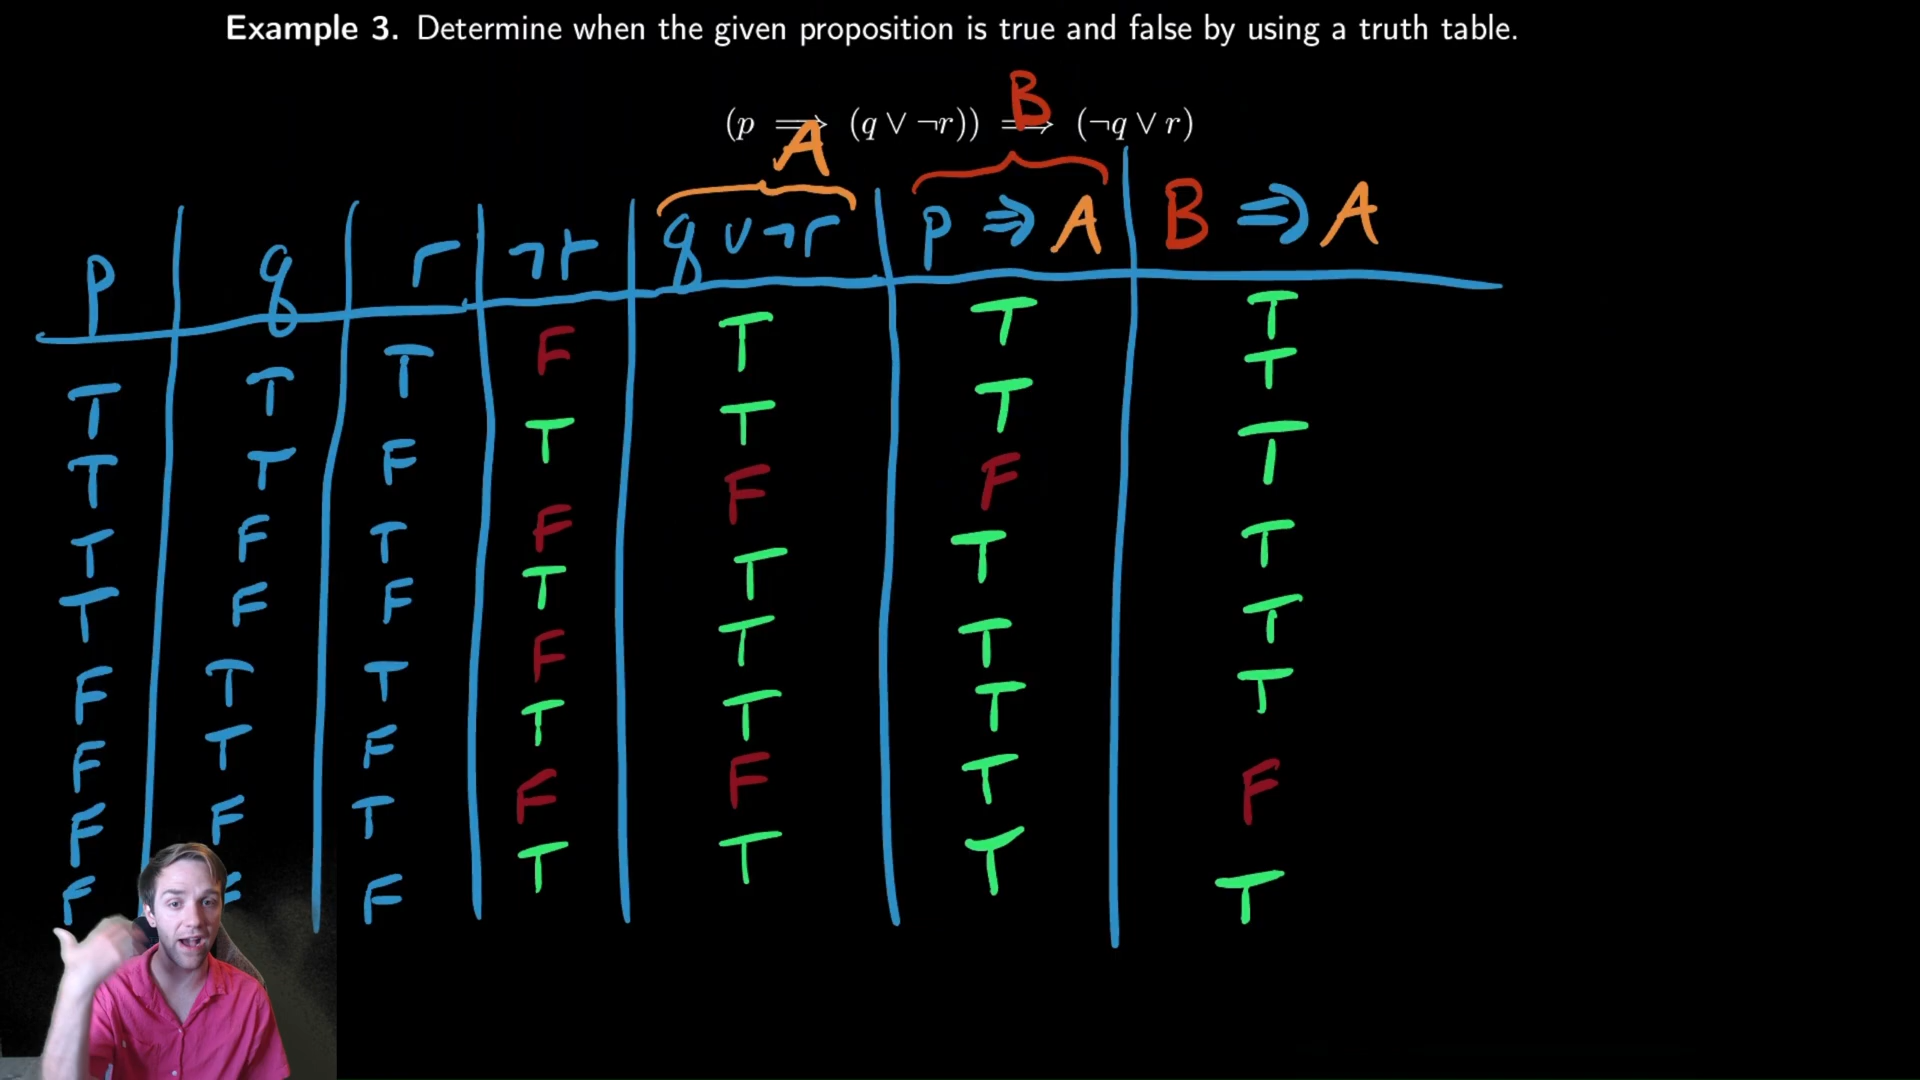 Example 3. Determine when the given proposition is true and false by using a truth table.
B
(p ⟹ (q ∨ ¬r)) ⟹ (¬q ∨ r)
A
p q r ¬r q ∨ ¬r p ⇒ A B ⇒ A
T T T F T T T
T T F T T T T
T F T F F F T
T F F T T T T
F T T F T T T
F T F T T T T
F F T F F T F
F F F T T T T